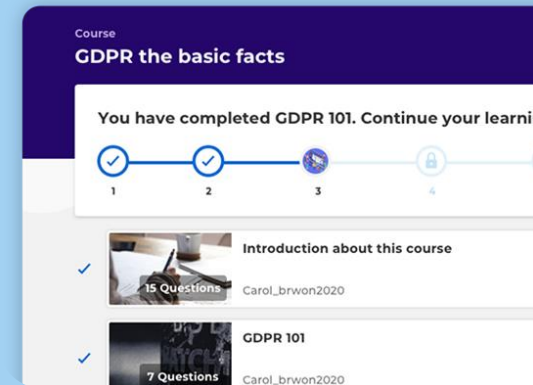 Course
GDPR the basic facts
You have completed GDPR 101. Continue your learni
1
2
3
4
Introduction about this course
15 Questions
Carol_brwon2020
GDPR 101
7 Questions
Carol_brwon2020